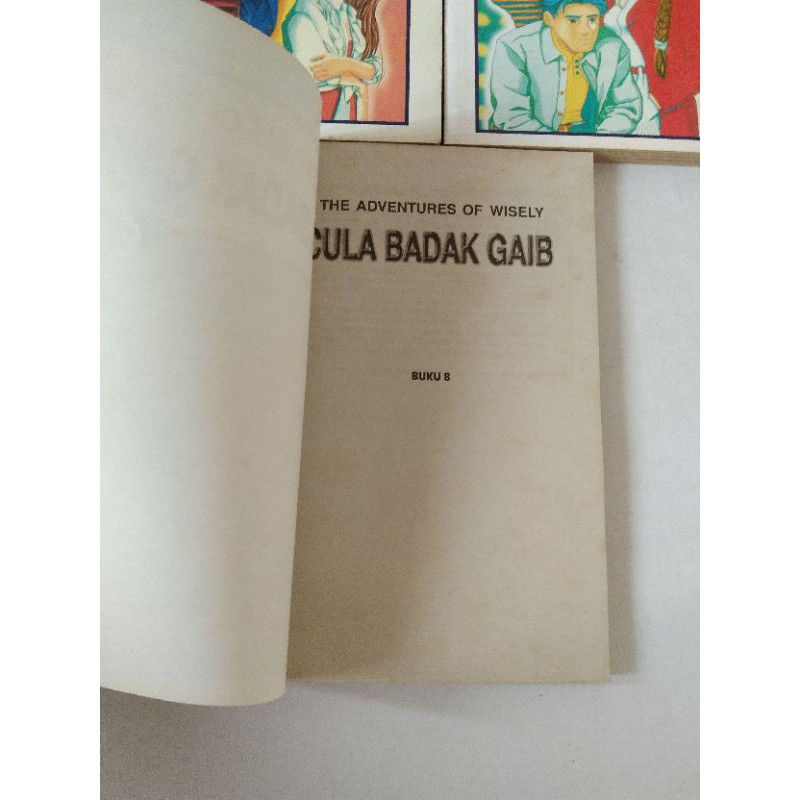 THE ADVENTURES OF WISELY
CULA BADAK GAIB
BUKU 8